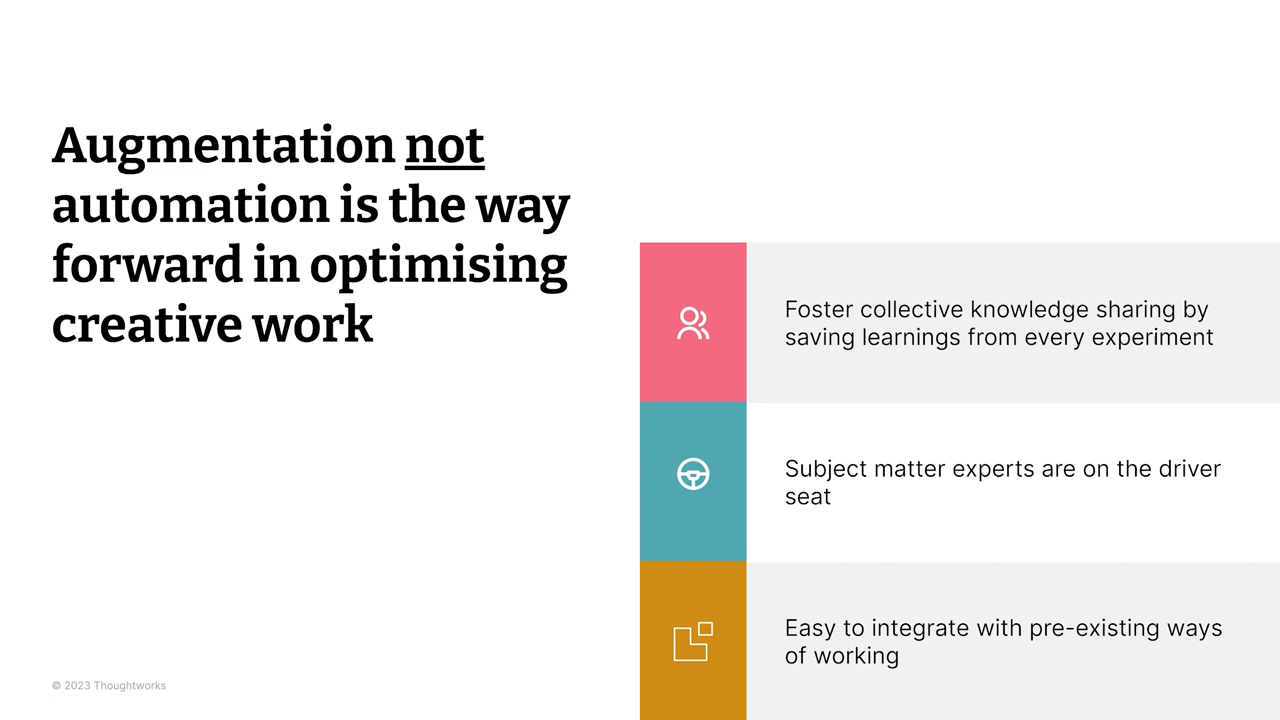 Augmentation not
automation is the way
forward in optimising
creative work
Foster collective knowledge sharing by
saving learnings from every experiment
Subject matter experts are on the driver
seat
Easy to integrate with pre-existing ways
of working
© 2023 Thoughtworks